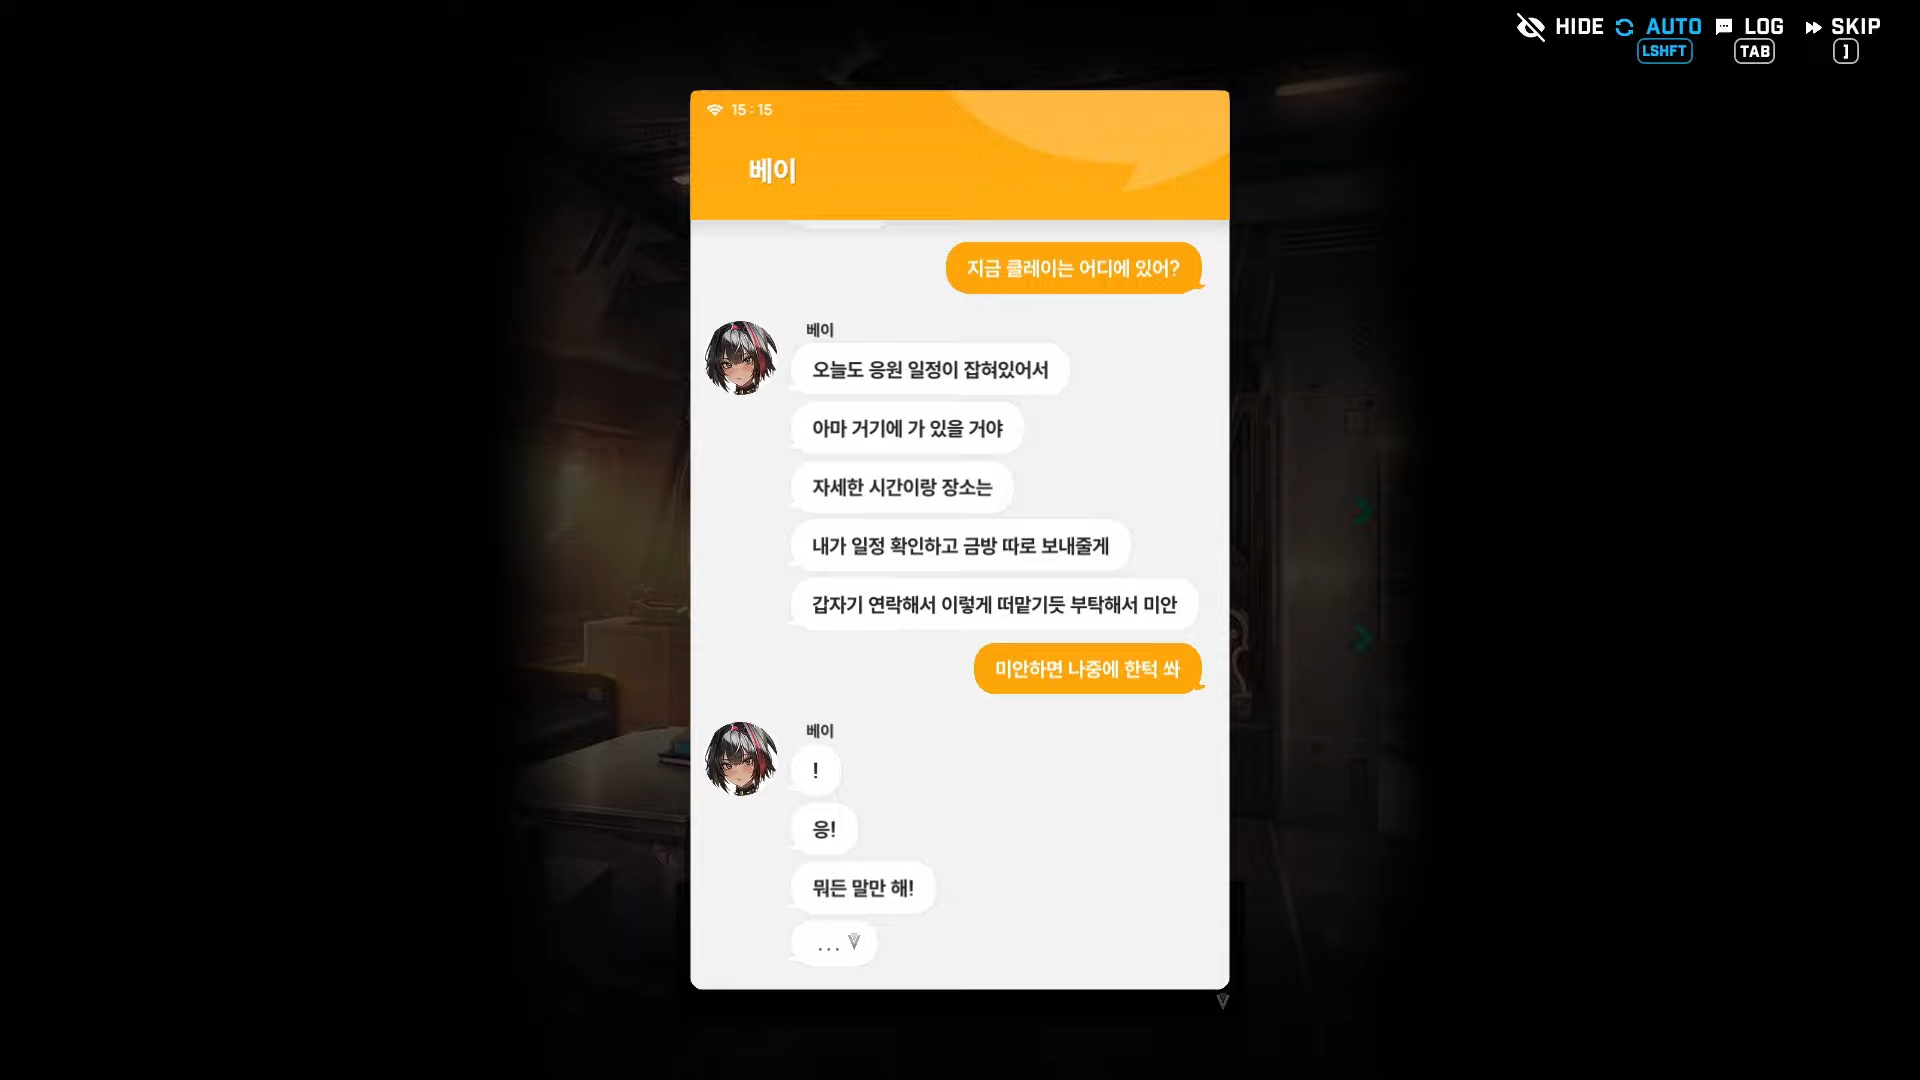 HIDE AUTO LOG SKIP
LSHFT TAB ]
15:15
베이
지금 클레이는 어디에 있어?
베이
오늘도 응원 일정이 잡혀있어서
아마 거기에 가 있을 거야
자세한 시간이랑 장소는
내가 일정 확인하고 금방 따로 보내줄게
갑자기 연락해서 이렇게 떠맡기듯 부탁해서 미안
미안하면 나중에 한턱 쏴
베이
!
응!
뭐든 말만 해!
...